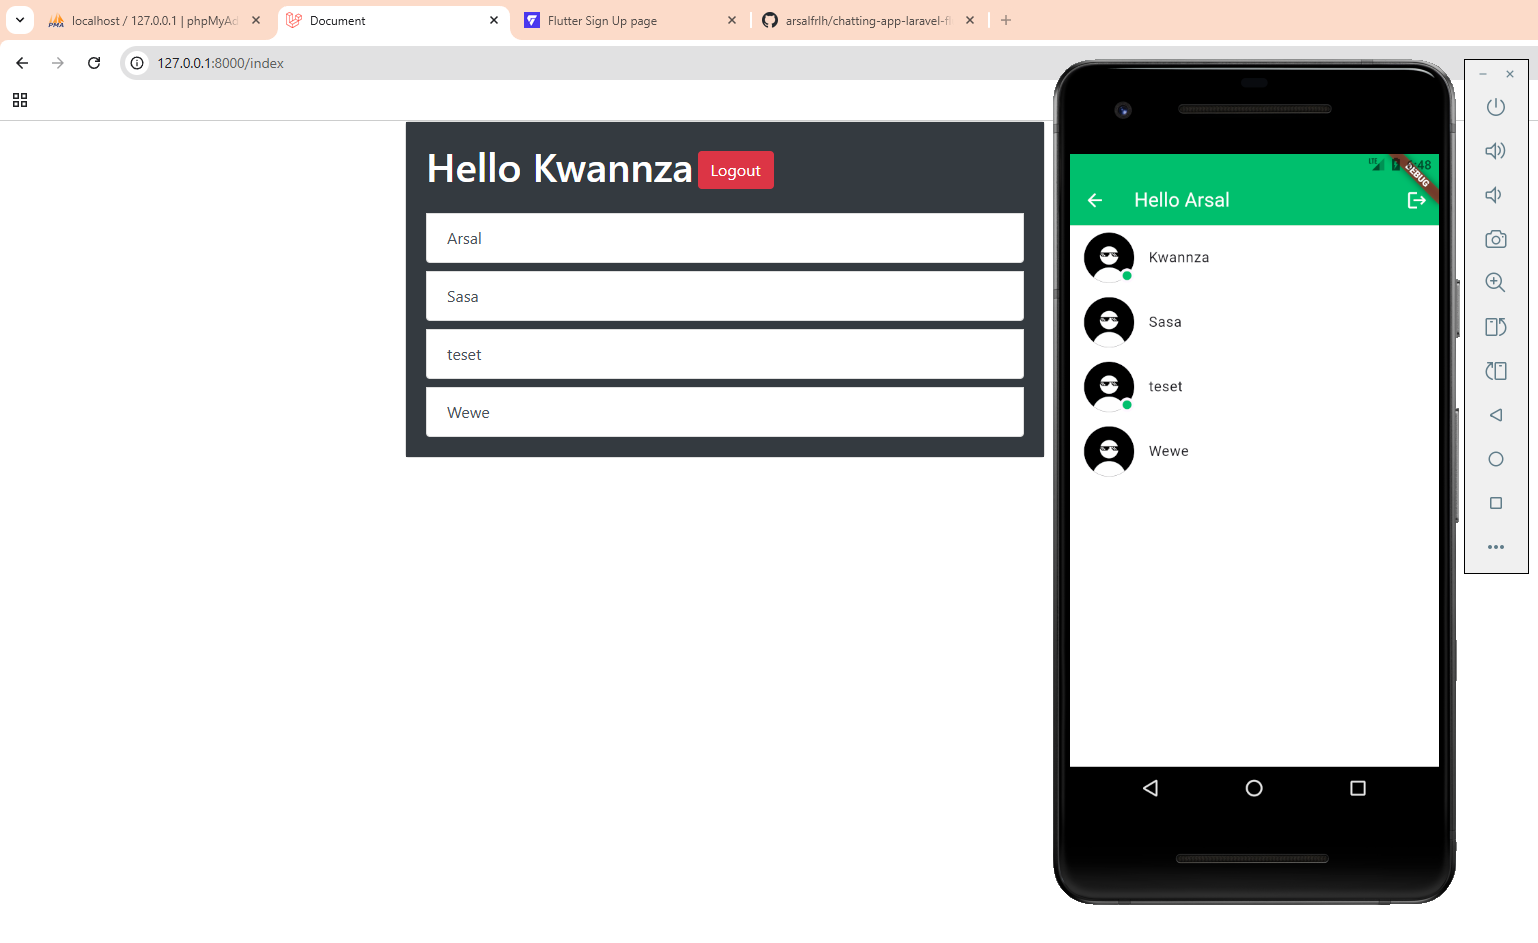 localhost / 127.0.0.1 | phpMyAd
Document
Flutter Sign Up page
arsalfrlh/chatting-app-laravel-fl
127.0.0.1:8000/index
Hello Kwannza
Logout
Arsal
Sasa
teset
Wewe
LTE
:48
DEBUG
Hello Arsal
Kwannza
Sasa
teset
Wewe